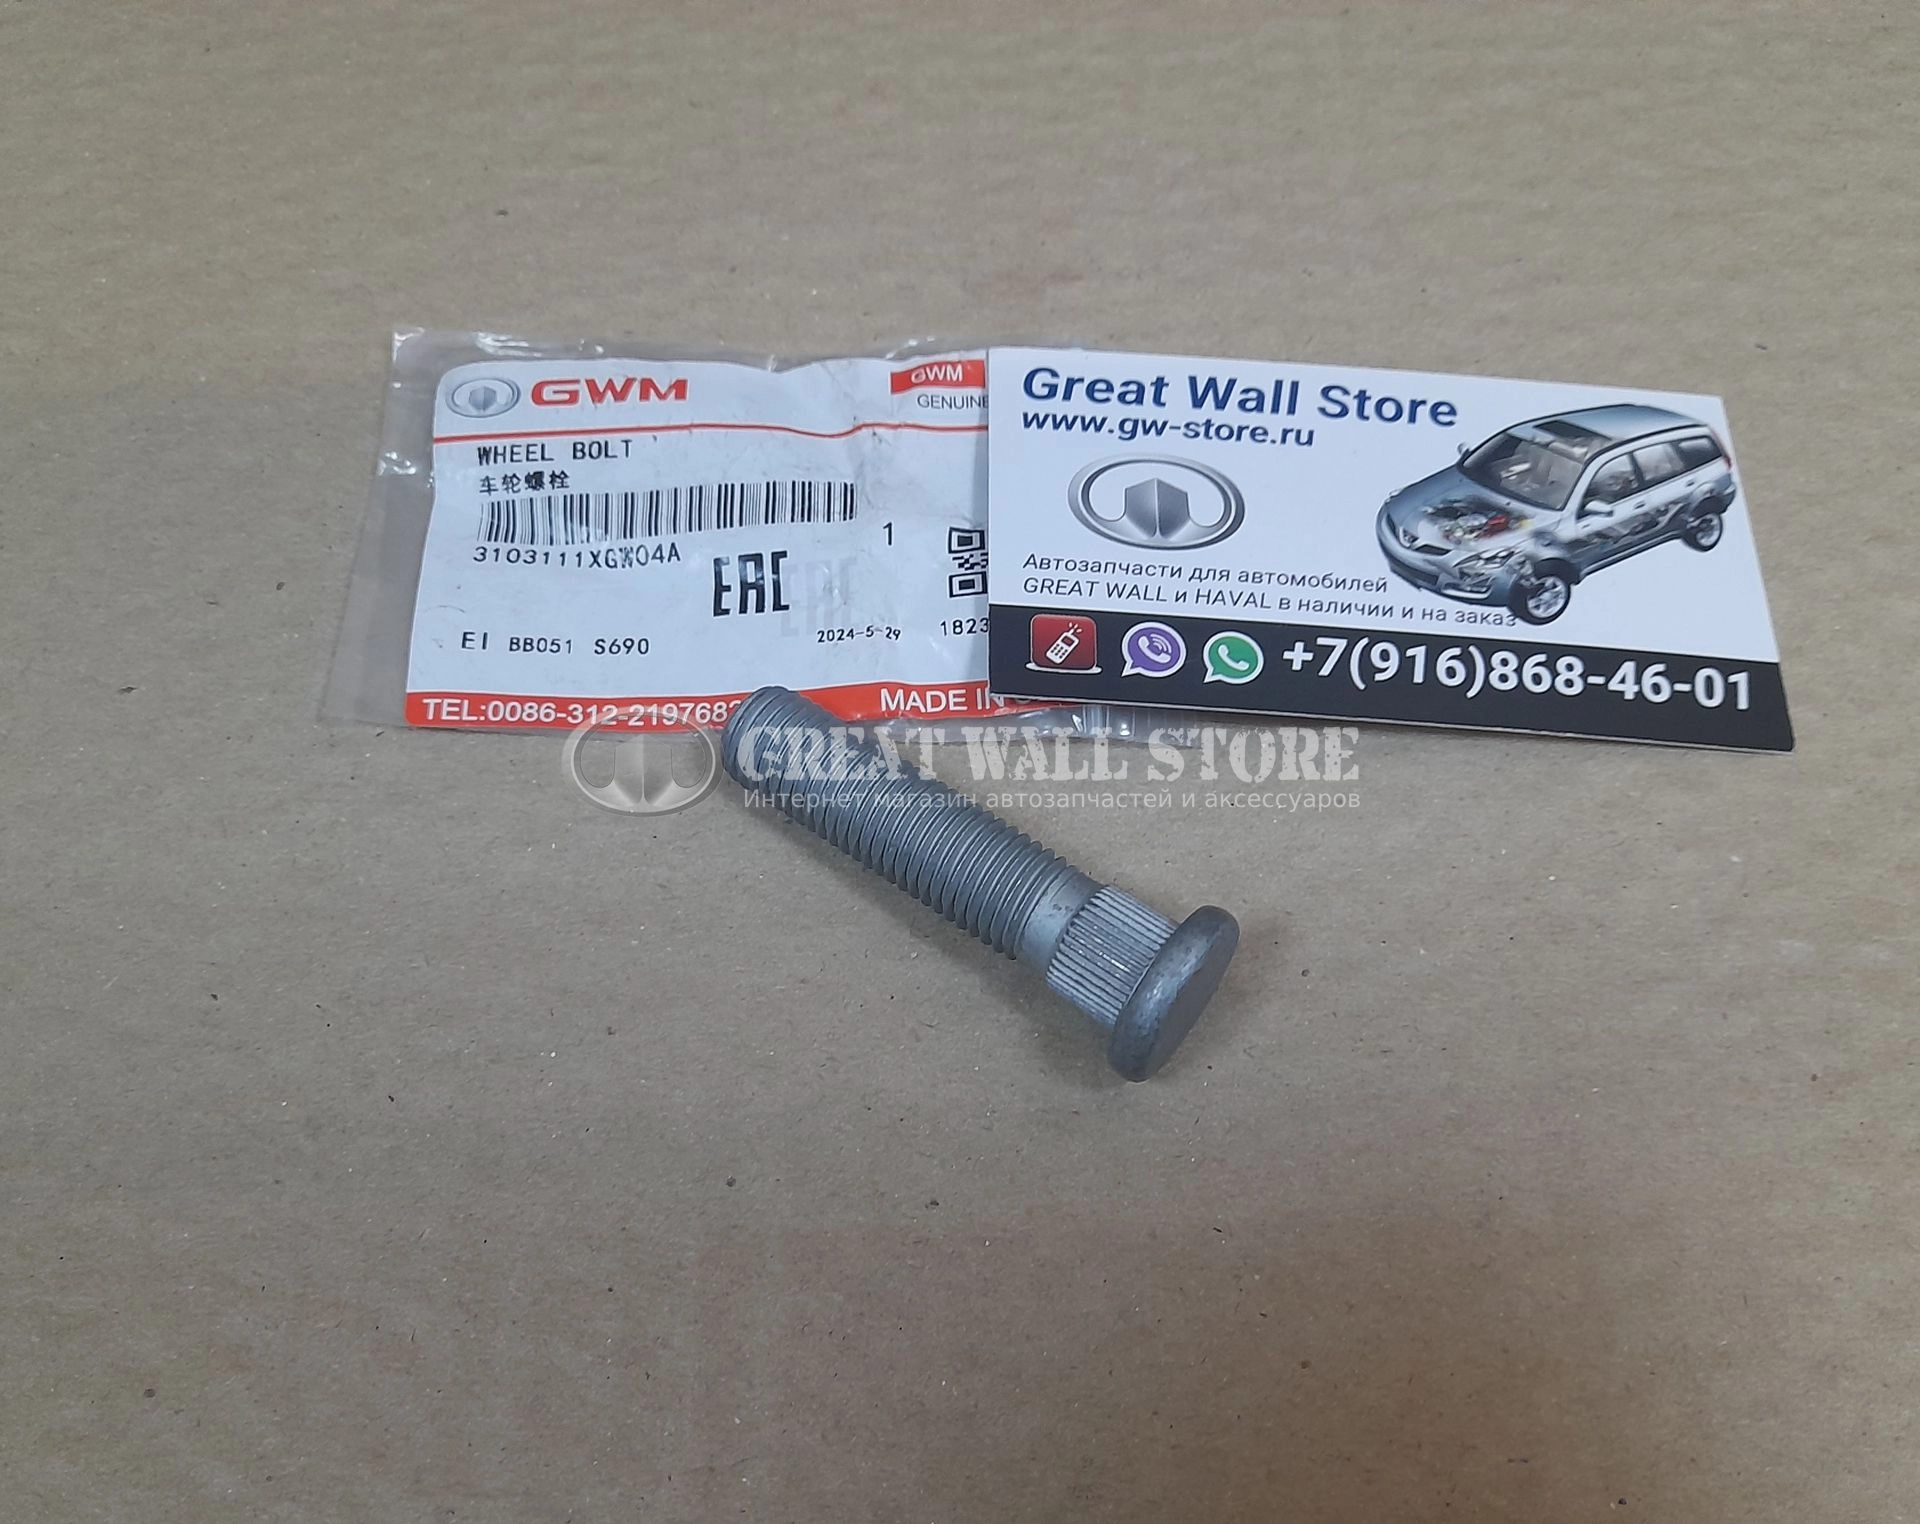 GWM
GWM
GENUINE
WHEEL BOLT
车轮螺栓
3103111XGW04A
1
EAC
EI BB051 S690
2024-5-29
1823
TEL:0086-312-219768
MADE IN
Great Wall Store
www.gw-store.ru
Автозапчасти для автомобилей
GREAT WALL и HAVAL в наличии и на заказ
+7(916)868-46-01
GREAT WALL STORE
Интернет магазин автозапчастей и аксессуаров